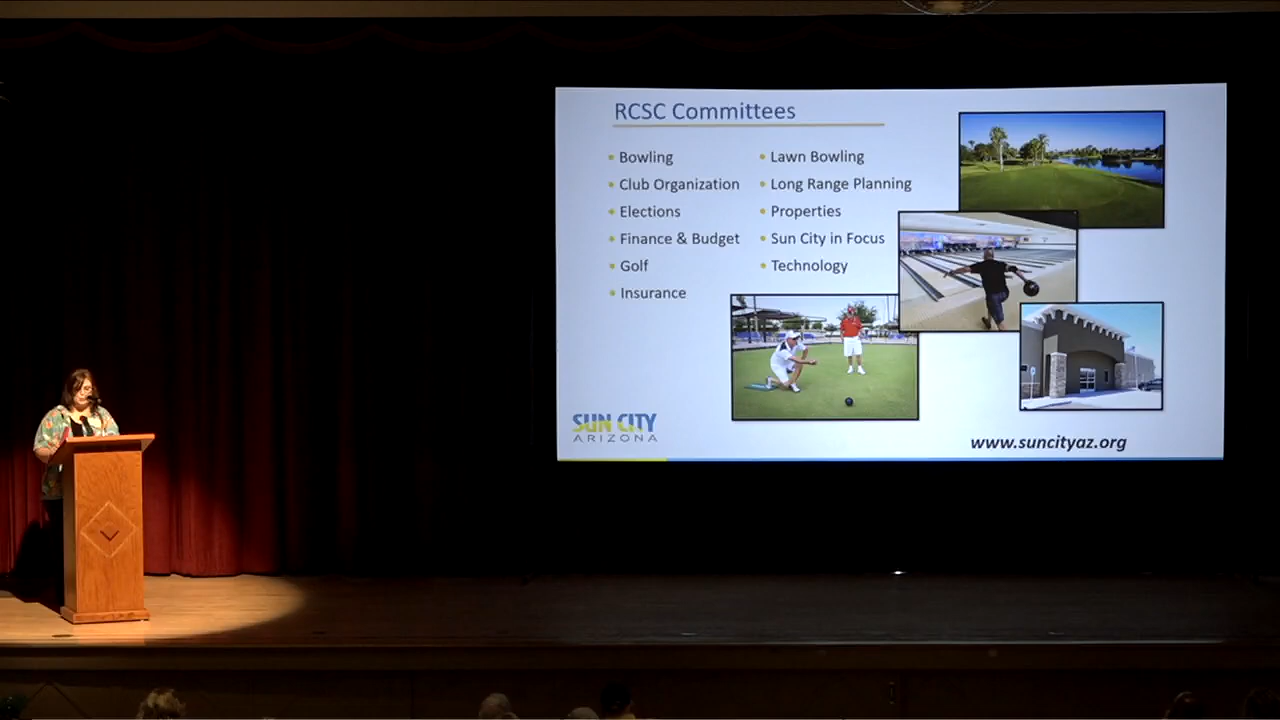 RCSC Committees
Bowling
Club Organization
Elections
Finance & Budget
Golf
Insurance
Lawn Bowling
Long Range Planning
Properties
Sun City in Focus
Technology
SUN CITY
ARIZONA
www.suncityaz.org